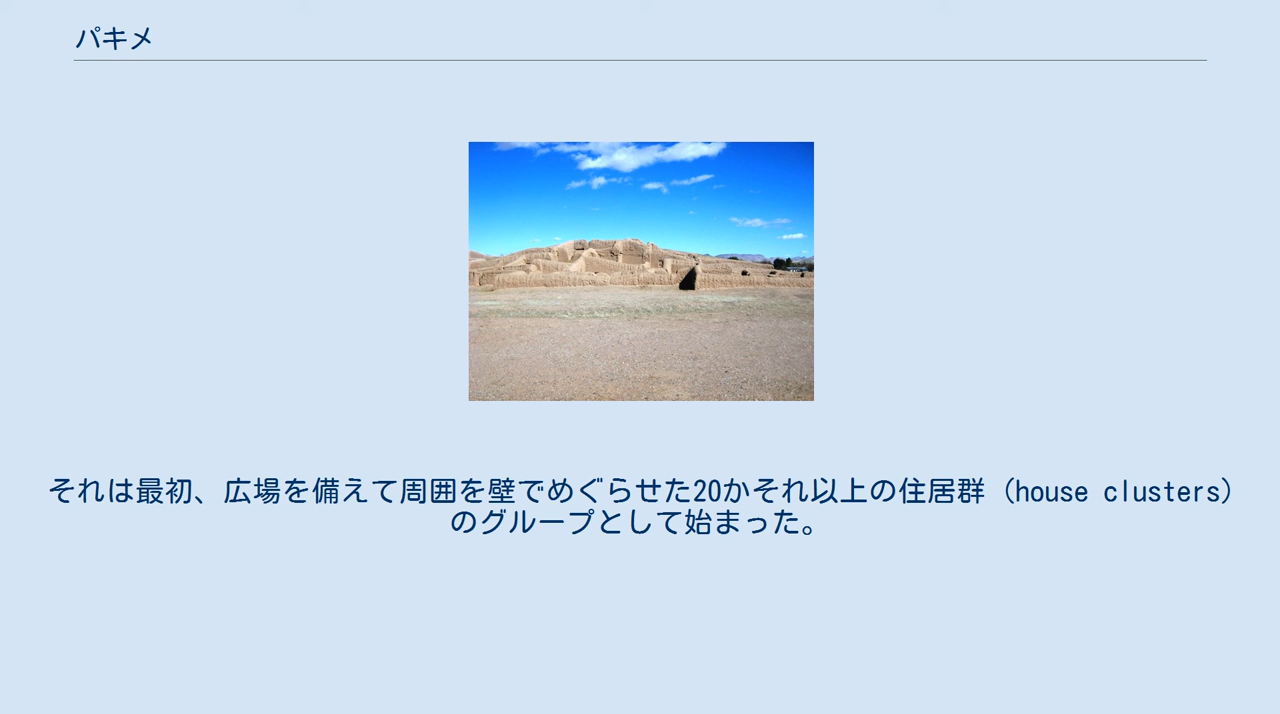 パキメ
それは最初、広場を備えて周囲を壁でめぐらせた20かそれ以上の住居群（house clusters）
のグループとして始まった。